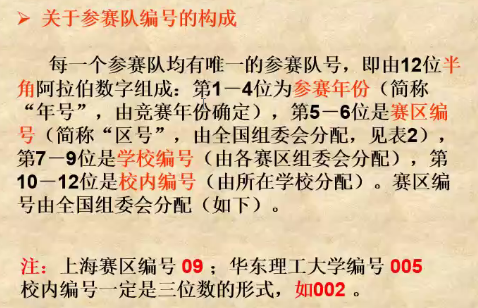 ➢ 关于参赛队编号的构成
每一个参赛队均有唯一的参赛队号，即由12位半
角阿拉伯数字组成：第1－4位为参赛年份（简称
“年号”，由竞赛年份确定），第5－6位是赛区编
号（简称“区号”，由全国组委会分配，见表2），
第7－9位是学校编号（由各赛区组委会分配），第
10－12位是校内编号（由所在学校分配）。赛区编
号由全国组委会分配（如下）。
注：上海赛区编号 09 ；华东理工大学编号 005
校内编号一定是三位数的形式，如002 。